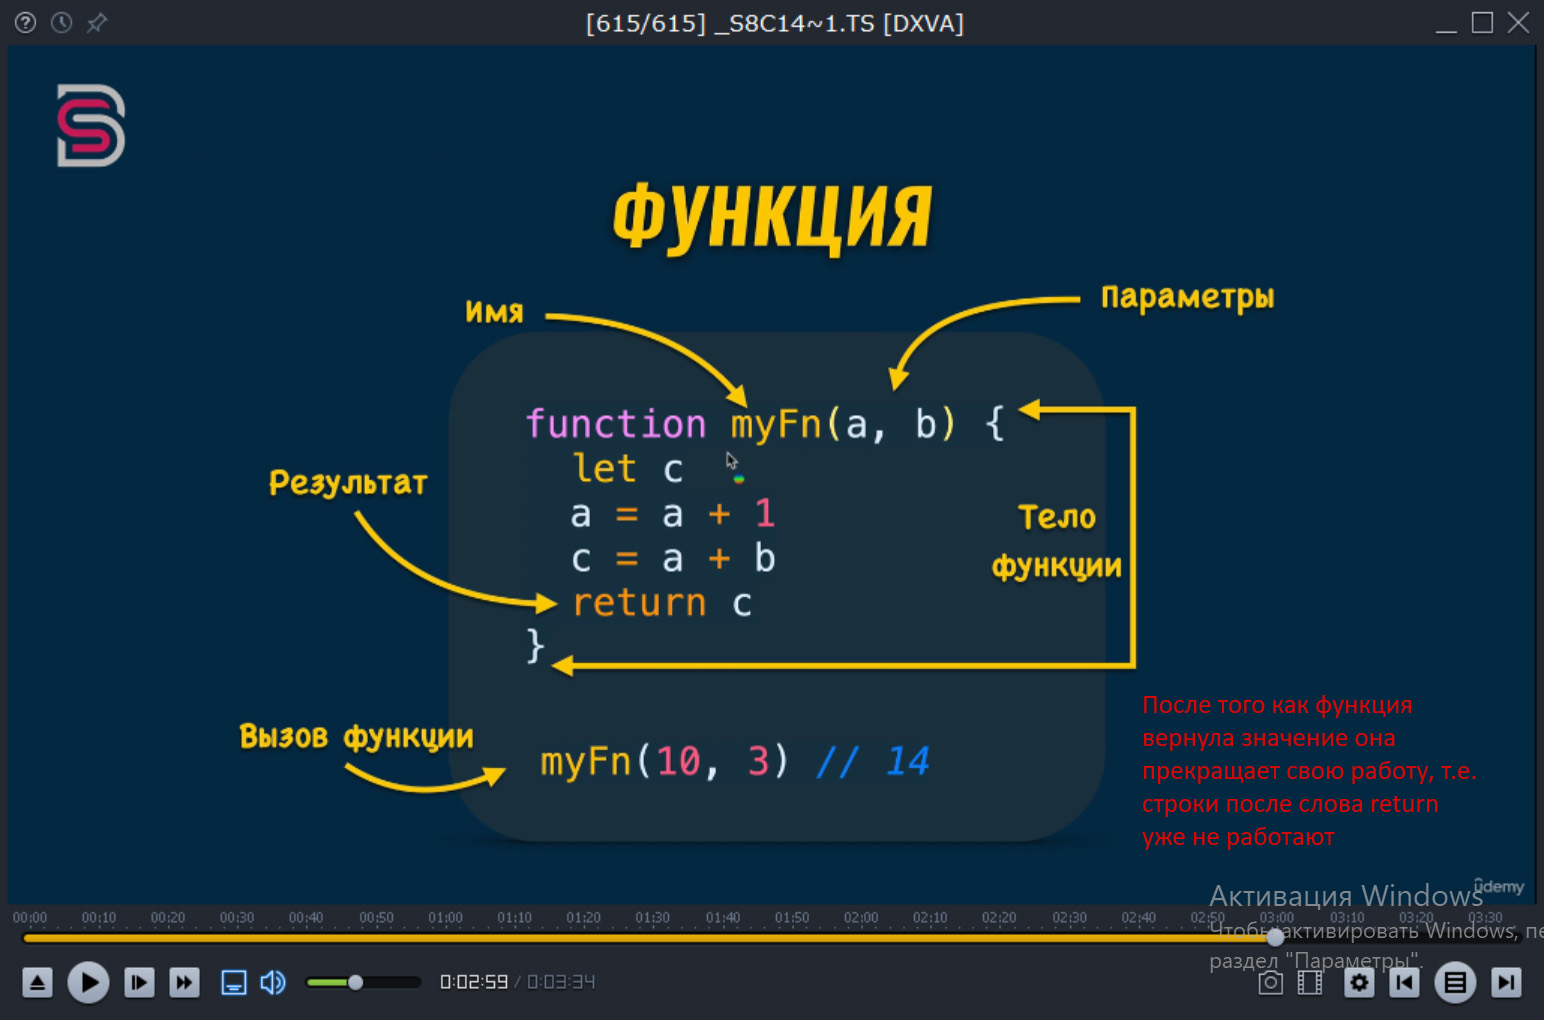 [615/615] _S8C14~1.TS [DXVA]
ФУНКЦИЯ
Имя
Параметры
function myFn(a, b) {
let c
Результат
a = a + 1
Тело
функции
c = a + b
return c
}
После того как функция
вернула значение она
прекращает свою работу, т.е.
строки после слова return
уже не работают
Вызов функции
myFn(10, 3) // 14
ûdemy
Активация Windows
Чтобы активировать Windows, пе
раздел "Параметры".
00:00 00:10 00:20 00:30 00:40 00:50 01:00 01:10 01:20 01:30 01:40 01:50 02:00 02:10 02:20 02:30 02:40 02:50 03:00 03:10 03:20 03:30
0:02:59 / 0:03:34